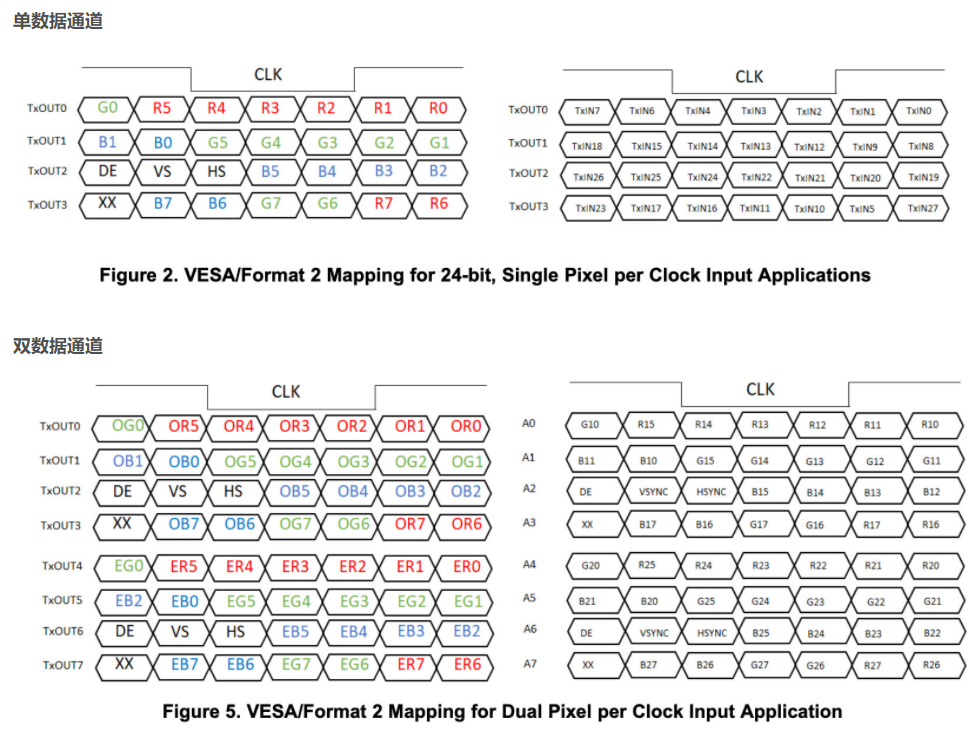 单数据通道
CLK
TxOUT0 G0 R5 R4 R3 R2 R1 R0
TxOUT1 B1 B0 G5 G4 G3 G2 G1
TxOUT2 DE VS HS B5 B4 B3 B2
TxOUT3 XX B7 B6 G7 G6 R7 R6
CLK
TxOUT0 TxIN7 TxIN6 TxIN4 TxIN3 TxIN2 TxIN1 TxIN0
TxOUT1 TxIN18 TxIN15 TxIN14 TxIN13 TxIN12 TxIN9 TxIN8
TxOUT2 TxIN26 TxIN25 TxIN24 TxIN22 TxIN21 TxIN20 TxIN19
TxOUT3 TxIN23 TxIN17 TxIN16 TxIN11 TxIN10 TxIN5 TxIN27
Figure 2. VESA/Format 2 Mapping for 24-bit, Single Pixel per Clock Input Applications
双数据通道
CLK
TxOUT0 OG0 OR5 OR4 OR3 OR2 OR1 OR0
TxOUT1 OB1 OB0 OG5 OG4 OG3 OG2 OG1
TxOUT2 DE VS HS OB5 OB4 OB3 OB2
TxOUT3 XX OB7 OB6 OG7 OG6 OR7 OR6
TxOUT4 EG0 ER5 ER4 ER3 ER2 ER1 ER0
TxOUT5 EB2 EB0 EG5 EG4 EG3 EG2 EG1
TxOUT6 DE VS HS EB5 EB4 EB3 EB2
TxOUT7 XX EB7 EB6 EG7 EG6 ER7 ER6
CLK
A0 G10 R15 R14 R13 R12 R11 R10
A1 B11 B10 G15 G14 G13 G12 G11
A2 DE VSYNC HSYNC B15 B14 B13 B12
A3 XX B17 B16 G17 G16 R17 R16
A4 G20 R25 R24 R23 R22 R21 R20
A5 B21 B20 G25 G24 G23 G22 G21
A6 DE VSYNC HSYNC B25 B24 B23 B22
A7 XX B27 B26 G27 G26 R27 R26
Figure 5. VESA/Format 2 Mapping for Dual Pixel per Clock Input Application